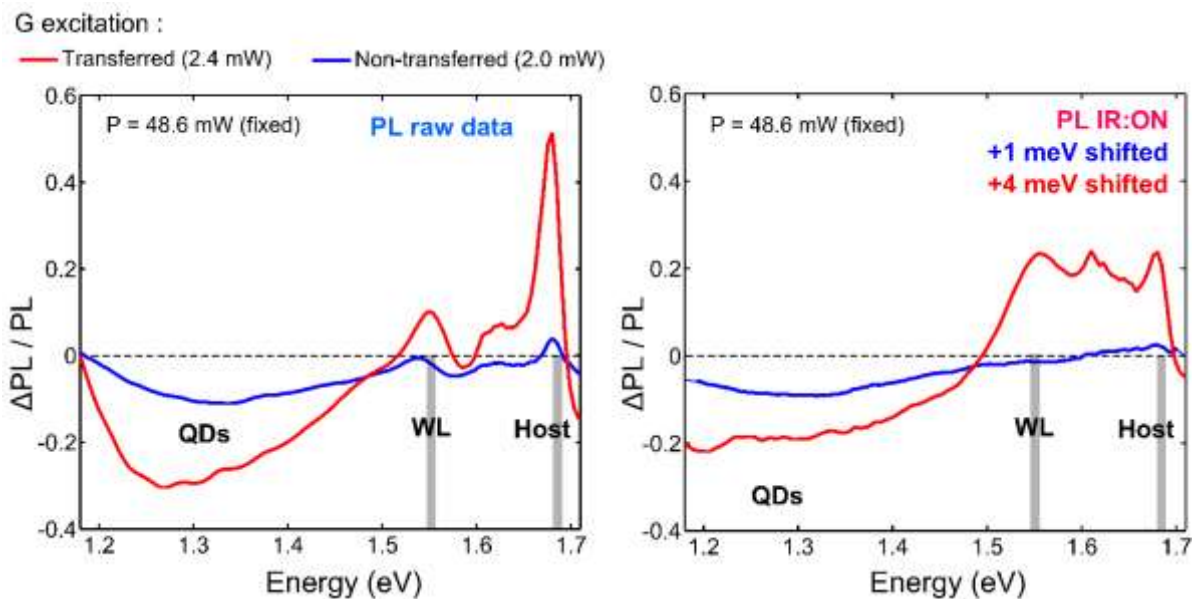 G excitation :
Transferred (2.4 mW) Non-transferred (2.0 mW)
0.6
0.4
0.2
0
-0.2
-0.4
ΔPL / PL
P = 48.6 mW (fixed)
PL raw data
QDs
WL
Host
1.2 1.3 1.4 1.5 1.6 1.7
Energy (eV)
0.6
0.4
0.2
0
-0.2
-0.4
ΔPL / PL
P = 48.6 mW (fixed)
PL IR:ON
+1 meV shifted
+4 meV shifted
WL
Host
QDs
1.2 1.3 1.4 1.5 1.6 1.7
Energy (eV)